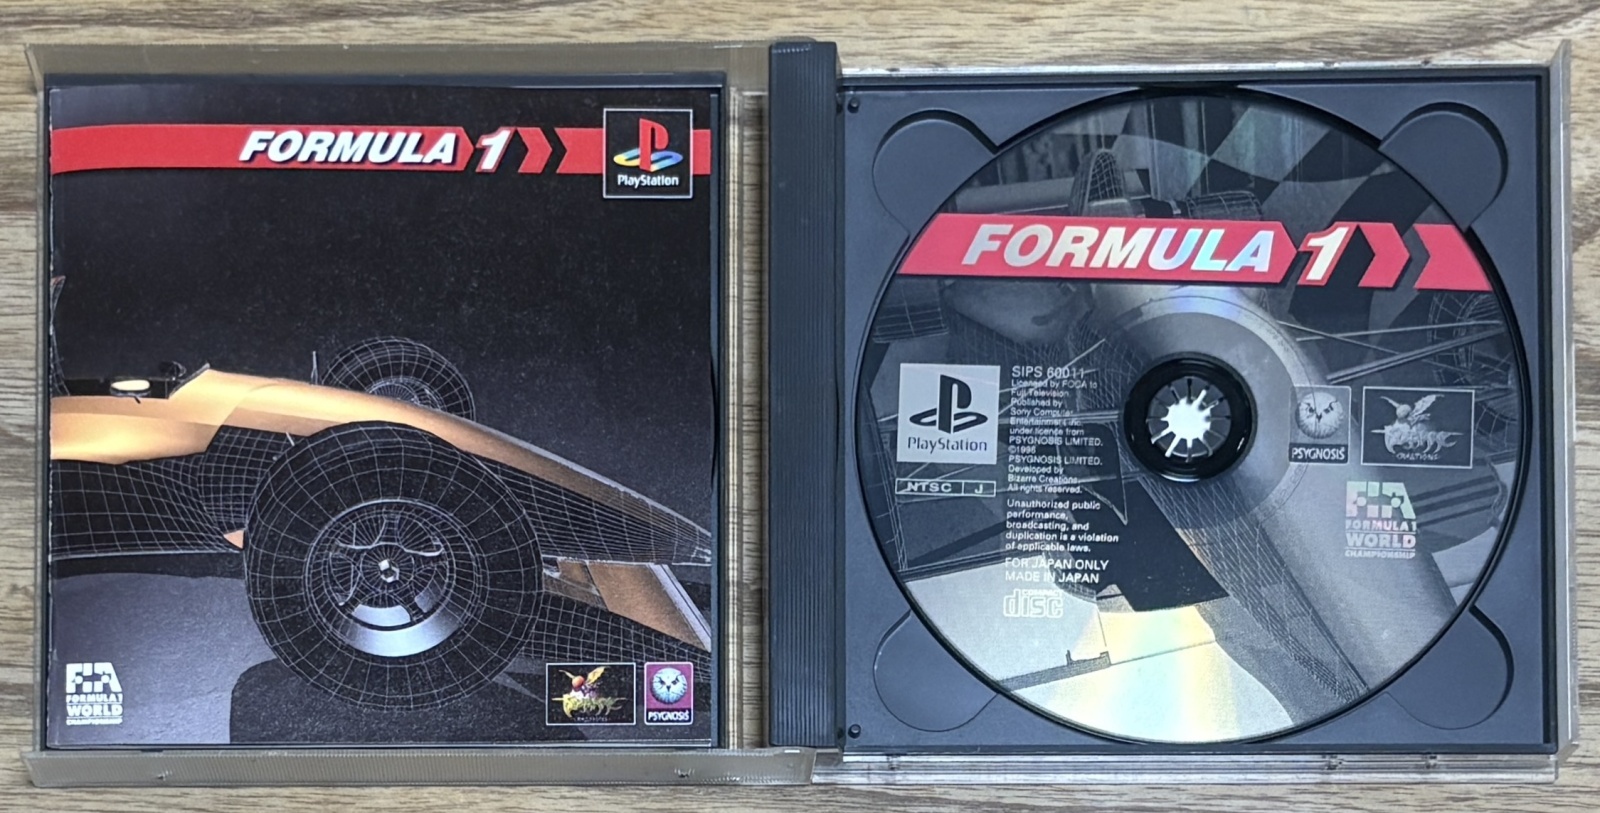 FORMULA 1
PlayStation
FIA
FORMULA 1
WORLD
CHAMPIONSHIP
PSYGNOSIS
FORMULA 1
PlayStation
NTSC J
SIPS 60011
Licensed by FOCA to
Fuji Television.
Published by
Sony Computer
Entertainment Inc.
under licence from
PSYGNOSIS LIMITED.
PSYGNOSIS LIMITED.
Developed by
Bizarre Creations.
All rights reserved.
Unauthorized public
performance,
broadcasting, and
duplication is a violation
of applicable laws.
FOR JAPAN ONLY
MADE IN JAPAN
COMPACT
disc
PSYGNOSIS
FIA
FORMULA 1
WORLD
CHAMPIONSHIP